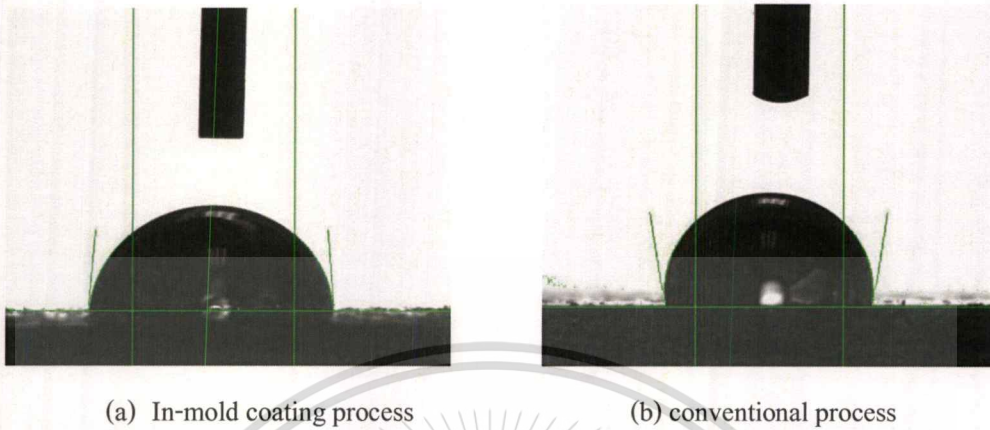 (a) In-mold coating process
(b) conventional process